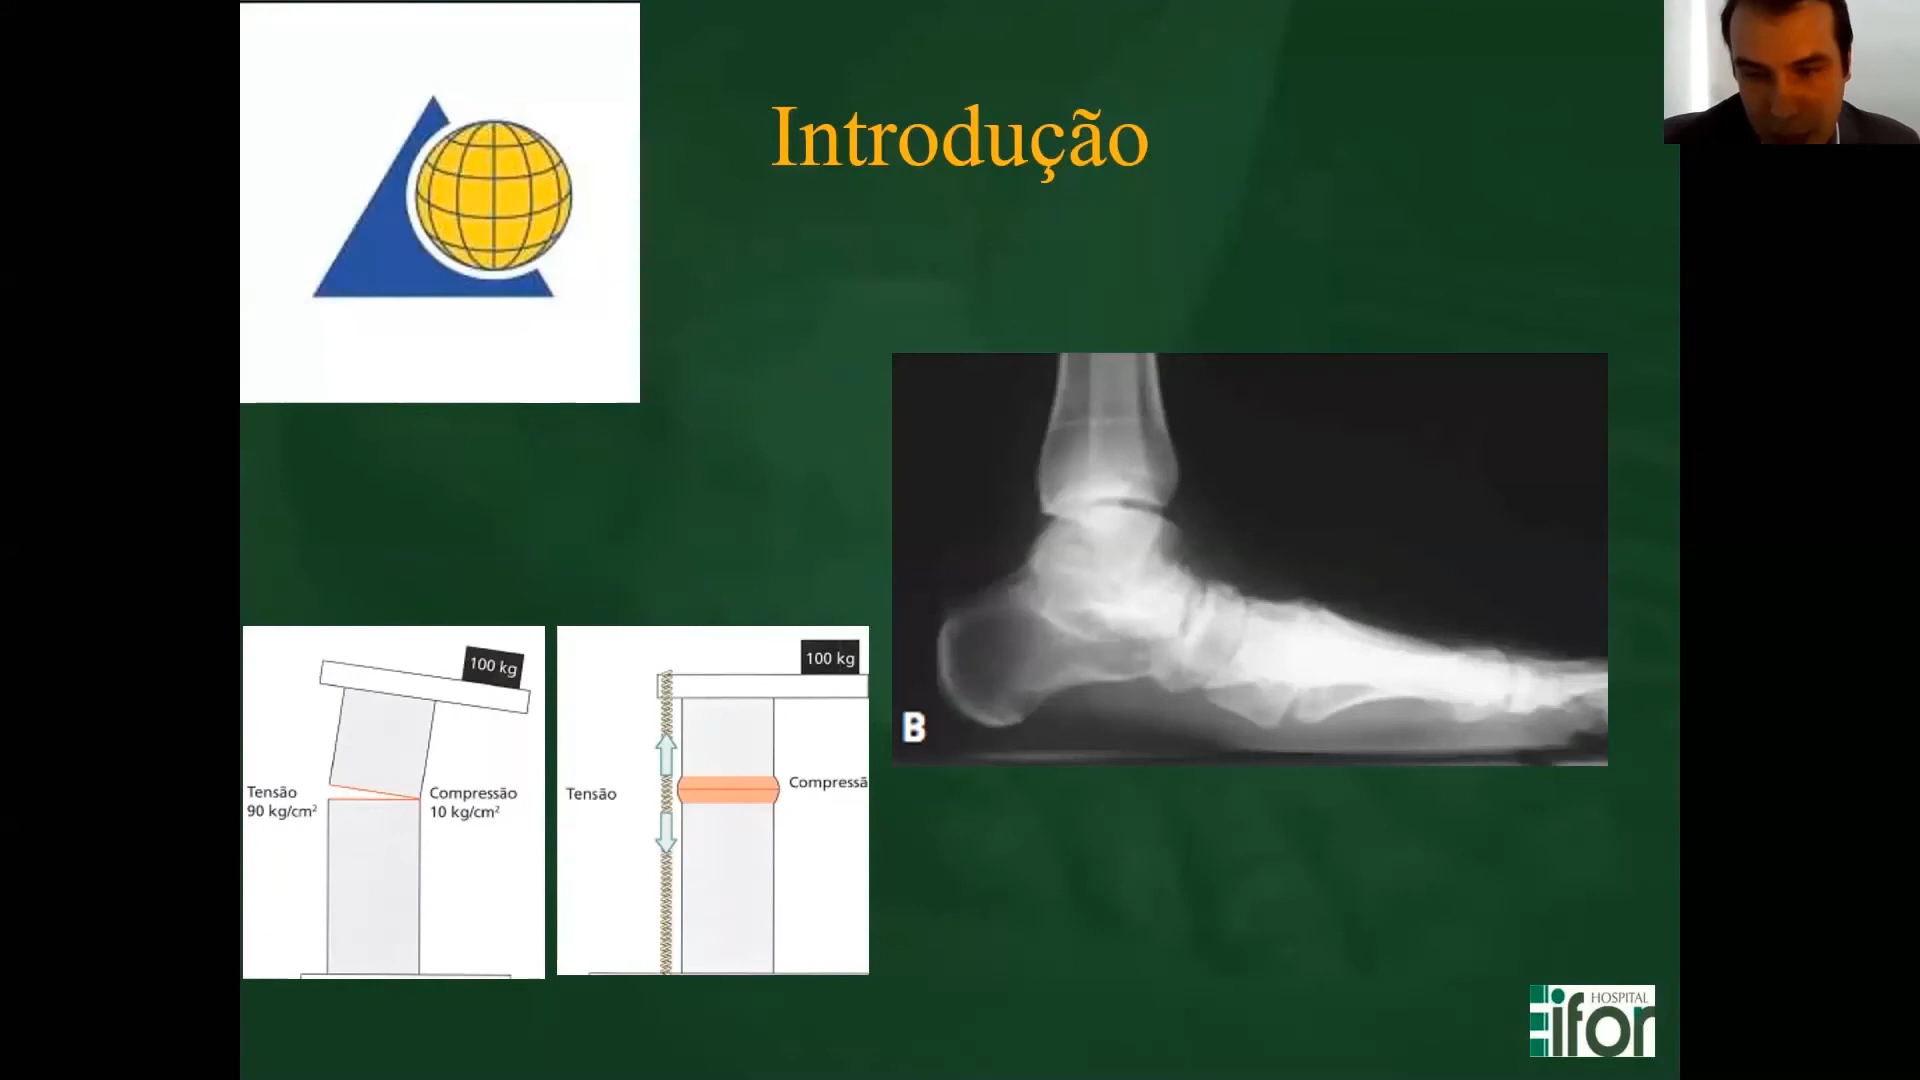 Introdução
100 kg
Tensão
90 kg/cm²
Compressão
10 kg/cm²
100 kg
Tensão
Compressã
B
HOSPITAL
ifor